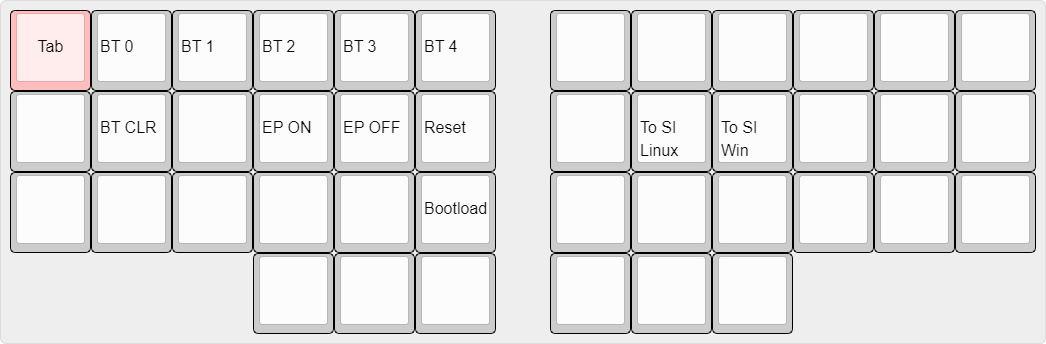 Tab
BT 0
BT 1
BT 2
BT 3
BT 4
BT CLR
EP ON
EP OFF
Reset
To SI
Linux
To SI
Win
Bootload